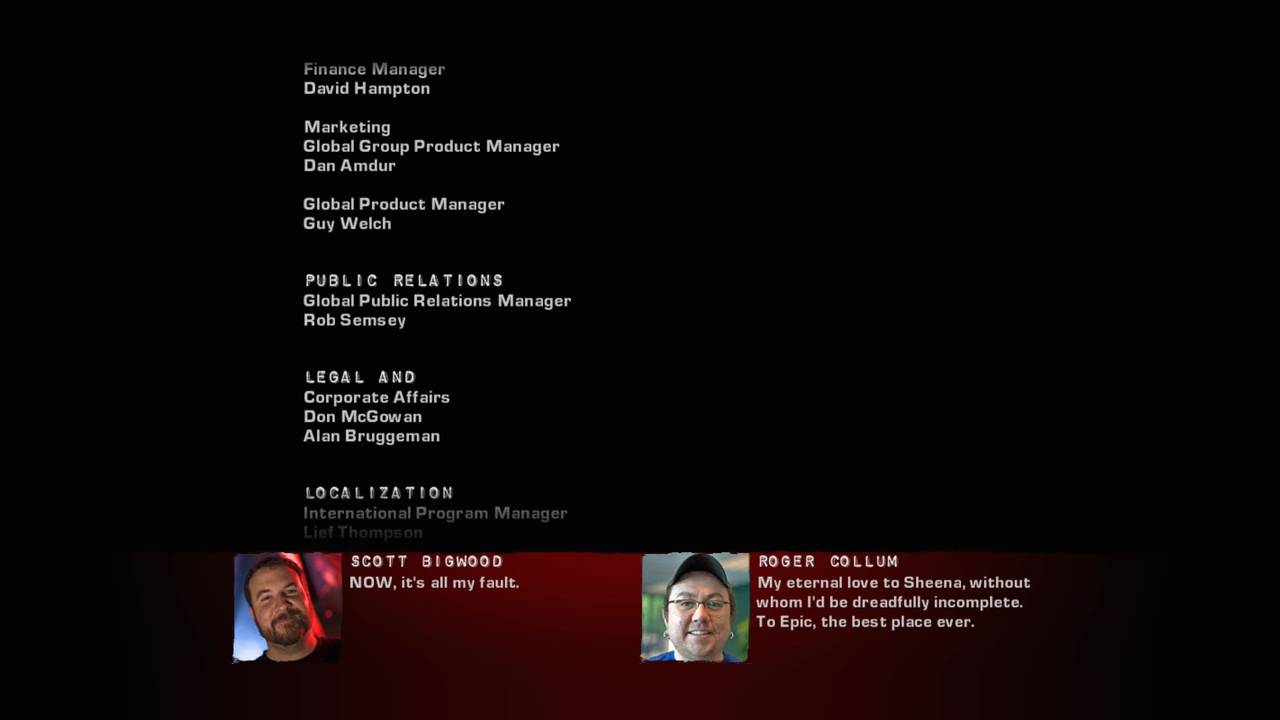 Finance Manager
David Hampton
Marketing
Global Group Product Manager
Dan Amdur
Global Product Manager
Guy Welch
PUBLIC RELATIONS
Global Public Relations Manager
Rob Semsey
LEGAL AND
Corporate Affairs
Don McGowan
Alan Bruggeman
LOCALIZATION
International Program Manager
Lief Thompson
SCOTT BIGWOOD
NOW, it's all my fault.
ROGER COLLUM
My eternal love to Sheena, without
whom I'd be dreadfully incomplete.
To Epic, the best place ever.